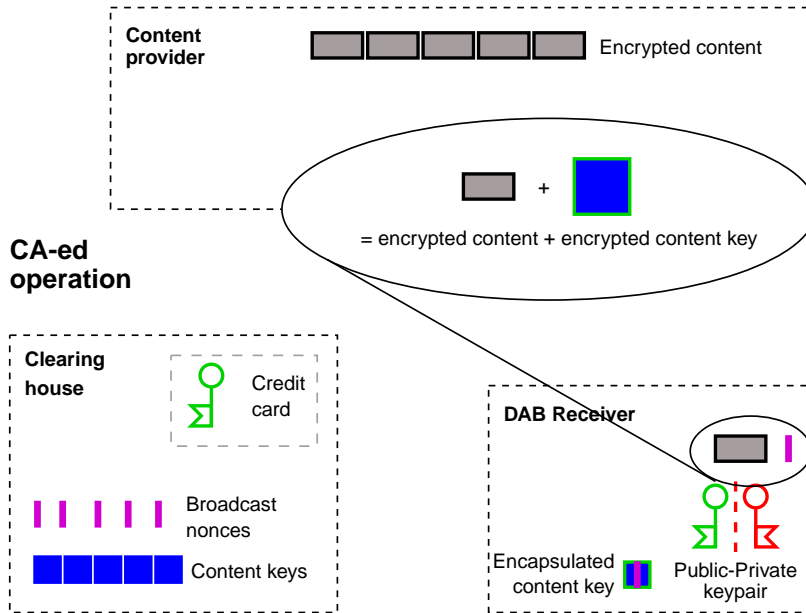 Content
provider
Encrypted content
+
= encrypted content + encrypted content key
CA-ed
operation
Clearing
house
Credit
card
DAB Receiver
Broadcast
nonces
Content keys
Encapsulated
content key
Public-Private
keypair